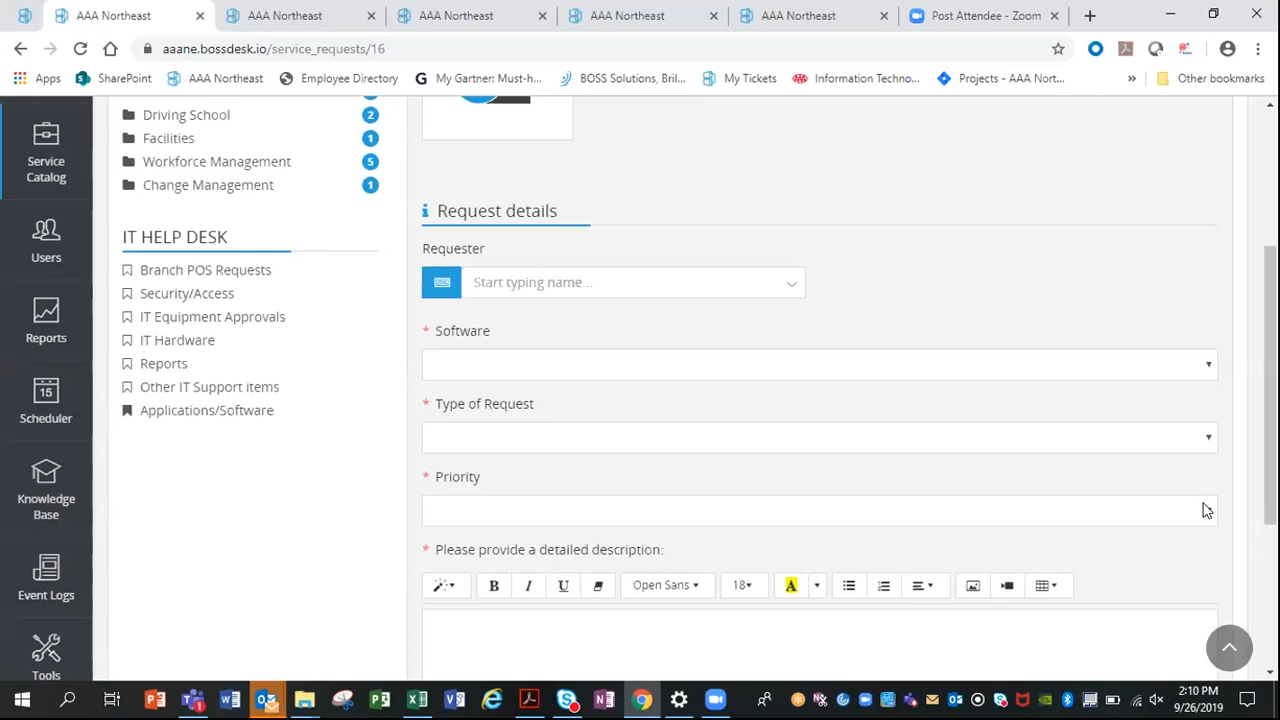 AAA Northeast
AAA Northeast
AAA Northeast
AAA Northeast
AAA Northeast
Post Attendee - Zoom
aaane.bossdesk.io/service_requests/16
Apps
SharePoint
AAA Northeast
Employee Directory
My Gartner: Must-h...
BOSS Solutions, Bril...
My Tickets
Information Techno...
Projects - AAA Nort...
»
Other bookmarks
Service
Catalog
Users
Reports
15
Scheduler
Knowledge
Base
Event Logs
Tools
Driving School 2
Facilities 1
Workforce Management 5
Change Management 1
IT HELP DESK
Branch POS Requests
Security/Access
IT Equipment Approvals
IT Hardware
Reports
Other IT Support items
Applications/Software
Request details
Requester
Start typing name...
* Software
* Type of Request
* Priority
* Please provide a detailed description:
B I U Open Sans 18 A
2:10 PM
9/26/2019